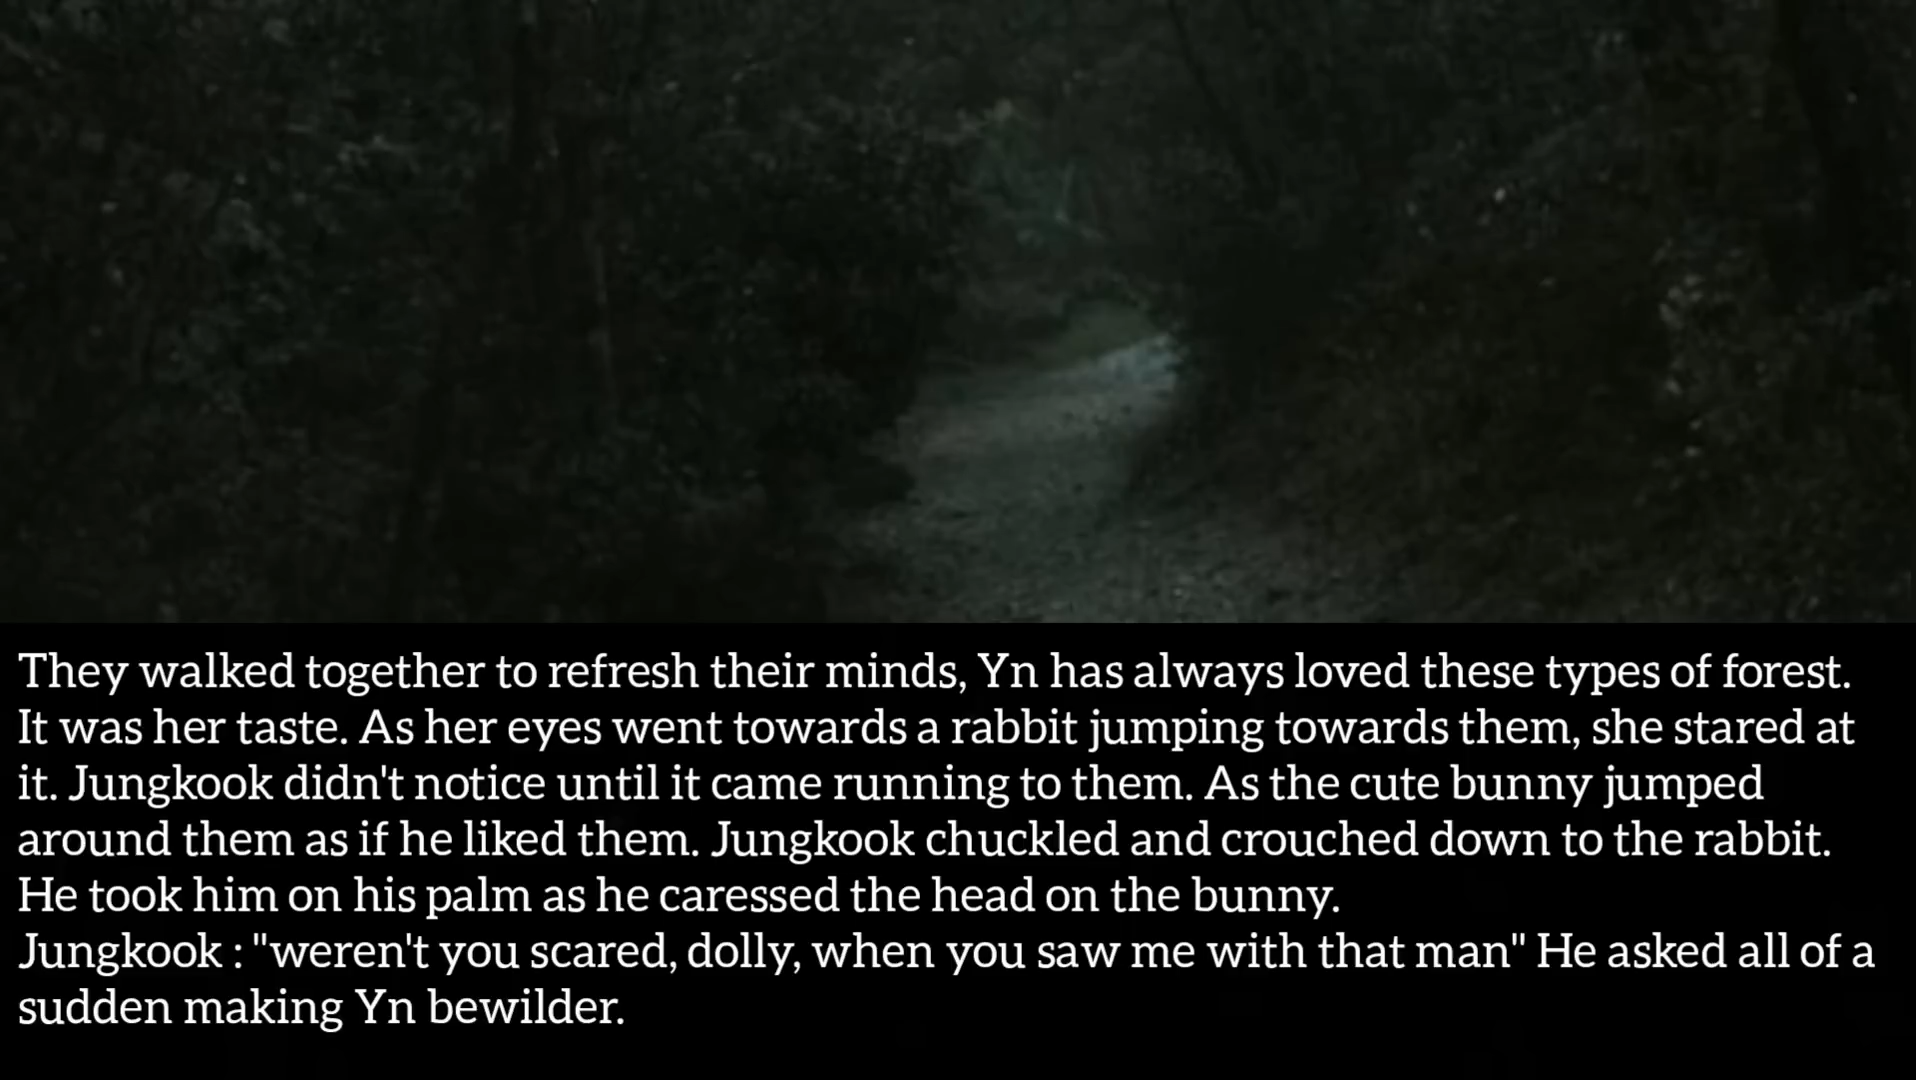 They walked together to refresh their minds, Yn has always loved these types of forest.
It was her taste. As her eyes went towards a rabbit jumping towards them, she stared at
it. Jungkook didn't notice until it came running to them. As the cute bunny jumped
around them as if he liked them. Jungkook chuckled and crouched down to the rabbit.
He took him on his palm as he caressed the head on the bunny.
Jungkook : "weren't you scared, dolly, when you saw me with that man" He asked all of a
sudden making Yn bewilder.